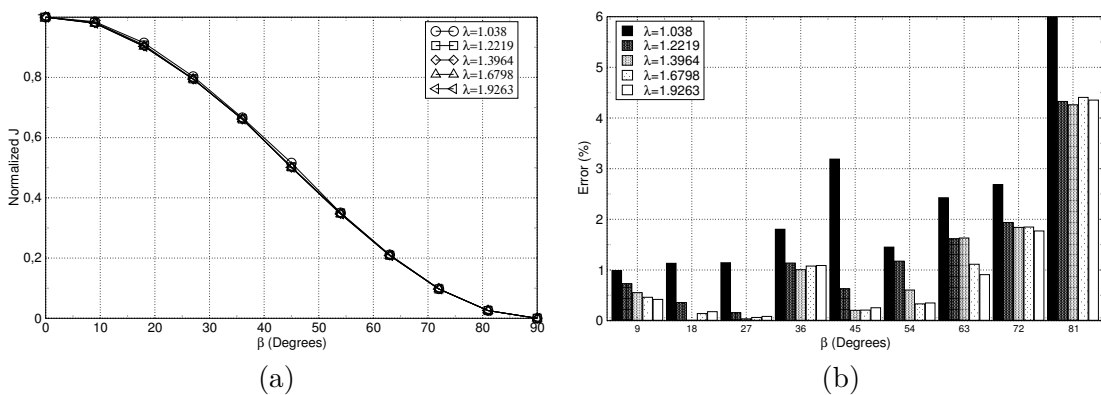 1
0,8
0,6
0,4
0,2
0
Normalized J
0 10 20 30 40 50 60 70 80 90
β (Degrees)
λ=1.038
λ=1.2219
λ=1.3964
λ=1.6798
λ=1.9263
(a)
6
5
4
3
2
1
0
Error (%)
9 18 27 36 45 54 63 72 81
β (Degrees)
λ=1.038
λ=1.2219
λ=1.3964
λ=1.6798
λ=1.9263
(b)